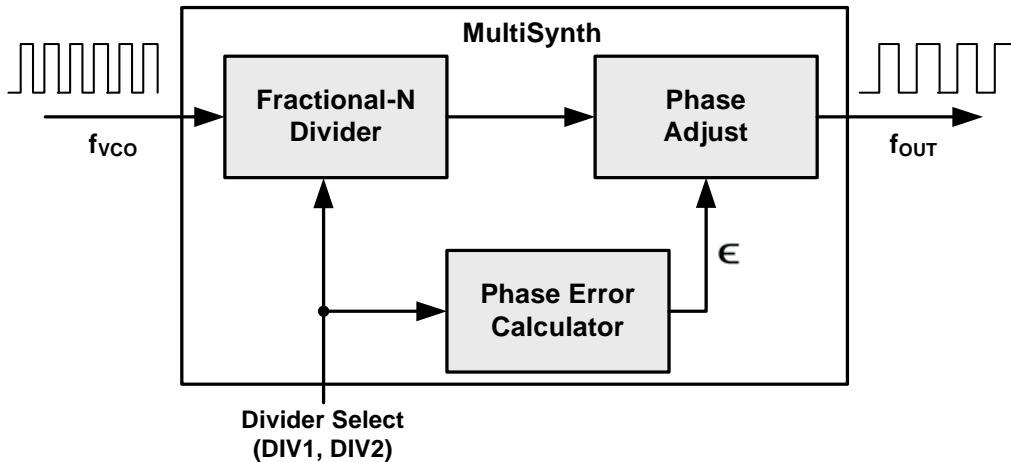 MultiSynth
Fractional-N
Divider
Phase
Adjust
fVCO
fOUT
ϵ
Phase Error
Calculator
Divider Select
(DIV1, DIV2)